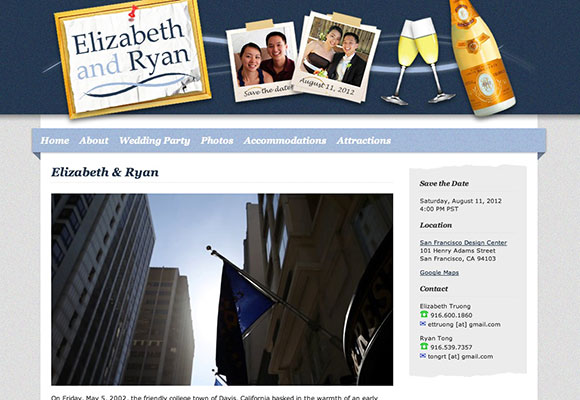 Elizabeth
and Ryan
Save the date!
August 11, 2012
Home About Wedding Party Photos Accommodations Attractions
Elizabeth & Ryan
Save the Date
Saturday, August 11, 2012
4:00 PM PST
Location
San Francisco Design Center
101 Henry Adams Street
San Francisco, CA 94103
Google Maps
Contact
Elizabeth Truong
916.600.1860
ettruong [at] gmail.com
Ryan Tong
916.539.7357
tongrt [at] gmail.com
On Friday, May 5, 2002, the friendly college town of Davis, California basked in the warmth of an early